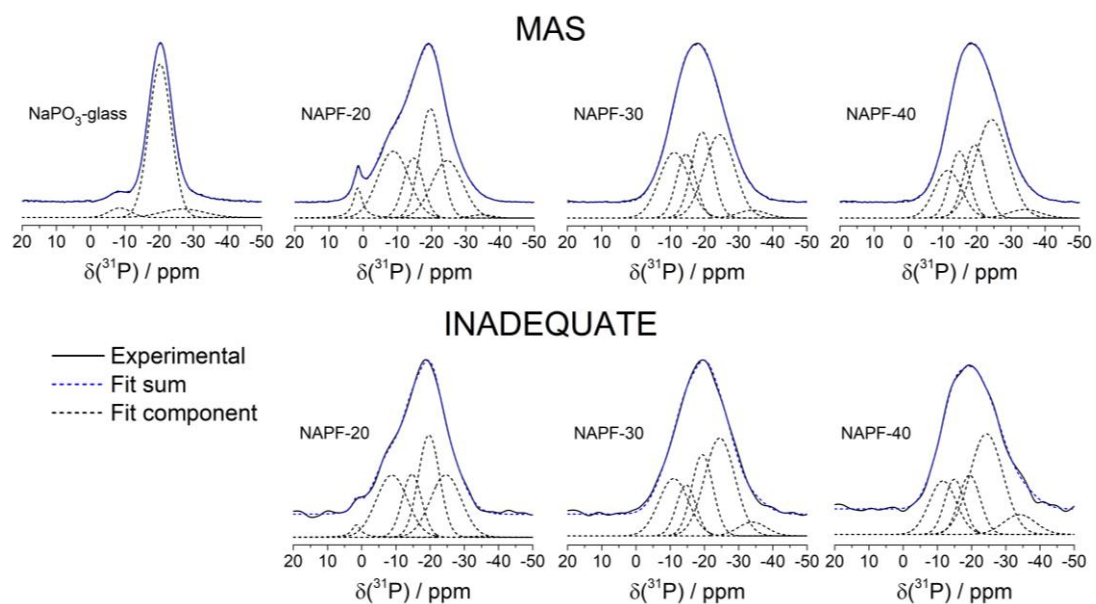 MAS
NaPO3-glass
NAPF-20
NAPF-30
NAPF-40
20 10 0 -10 -20 -30 -40 -50
20 10 0 -10 -20 -30 -40 -50
20 10 0 -10 -20 -30 -40 -50
20 10 0 -10 -20 -30 -40 -50
δ(³¹P) / ppm
δ(³¹P) / ppm
δ(³¹P) / ppm
δ(³¹P) / ppm
INADEQUATE
Experimental
Fit sum
Fit component
NAPF-20
NAPF-30
NAPF-40
20 10 0 -10 -20 -30 -40 -50
20 10 0 -10 -20 -30 -40 -50
20 10 0 -10 -20 -30 -40 -50
δ(³¹P) / ppm
δ(³¹P) / ppm
δ(³¹P) / ppm